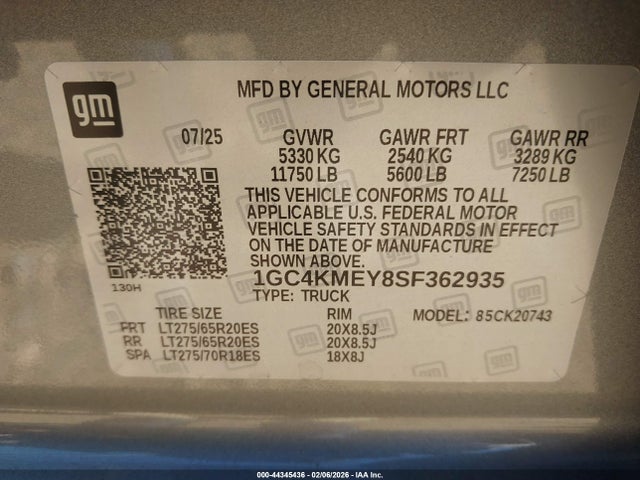 gm
MFD BY GENERAL MOTORS LLC
07/25 GVWR GAWR FRT GAWR RR
5330 KG 2540 KG 3289 KG
11750 LB 5600 LB 7250 LB
THIS VEHICLE CONFORMS TO ALL
APPLICABLE U.S. FEDERAL MOTOR
VEHICLE SAFETY STANDARDS IN EFFECT
ON THE DATE OF MANUFACTURE
SHOWN ABOVE.
130H
1GC4KMEY8SF362935
TYPE: TRUCK
TIRE SIZE RIM MODEL: 85CK20743
FRT LT275/65R20ES 20X8.5J
RR LT275/65R20ES 20X8.5J
SPA LT275/70R18ES 18X8J
000-44345436 - 02/06/2026 - IAA Inc.